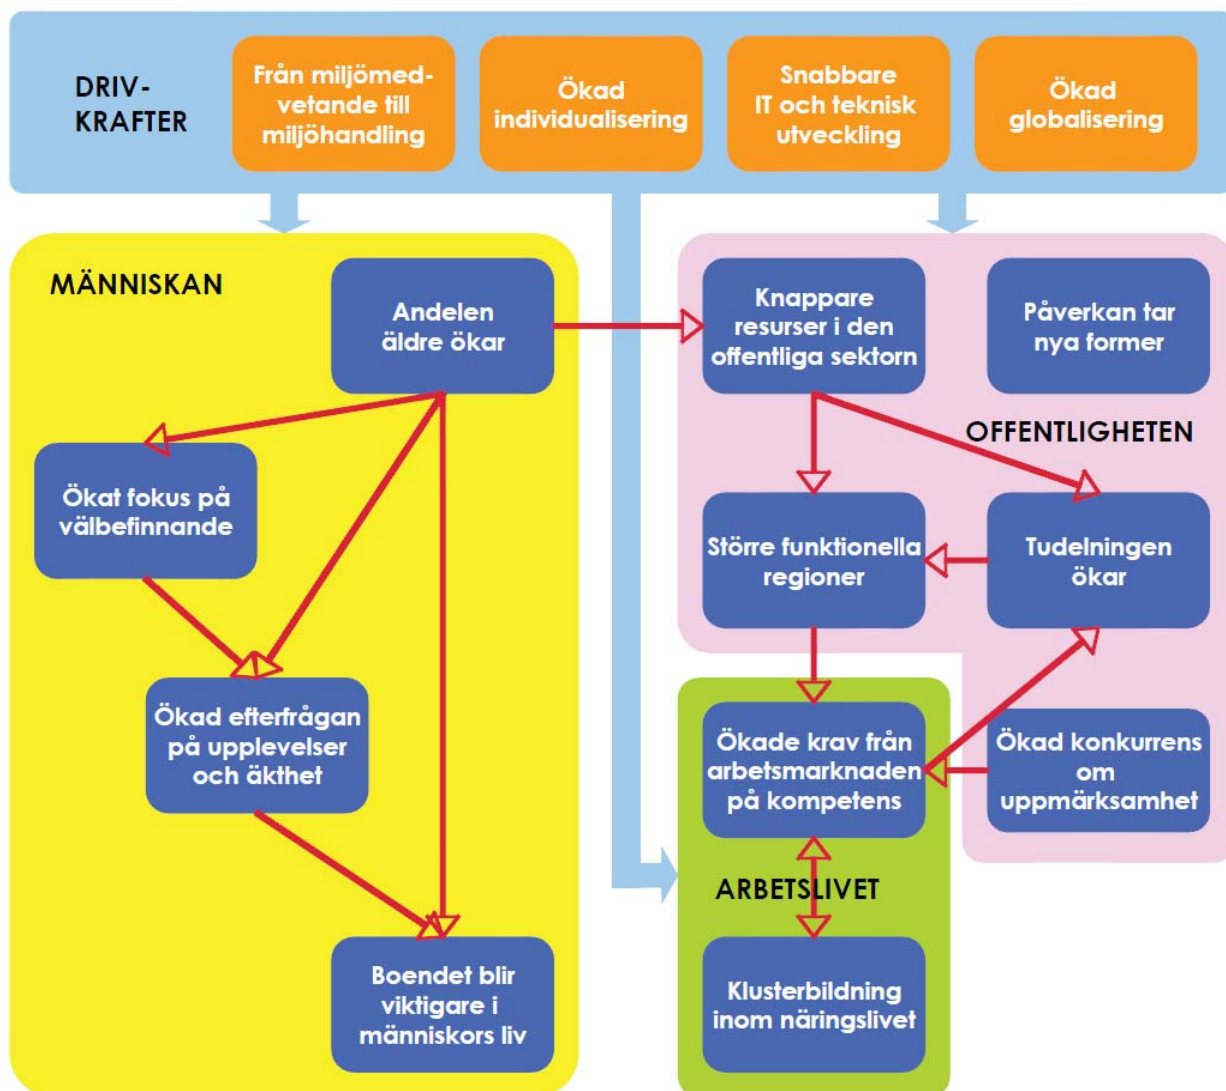 DRIV-
KRAFTER
Från miljömed-
vetande till
miljöhandling
Ökad
individualisering
Snabbare
IT och teknisk
utveckling
Ökad
globalisering
MÄNNISKAN
Andelen
äldre ökar
Ökat fokus på
välbefinnande
Ökad efterfrågan
på upplevelser
och äkthet
Boendet blir
viktigare i
människors liv
Knappare
resurser i den
offentliga sektorn
Påverkan tar
nya former
OFFENTLIGHETEN
Större funktionella
regioner
Tudelningen
ökar
Ökade krav från
arbetsmarknaden
på kompetens
Ökad konkurrens
om
uppmärksamhet
ARBETSLIVET
Klusterbildning
inom näringslivet